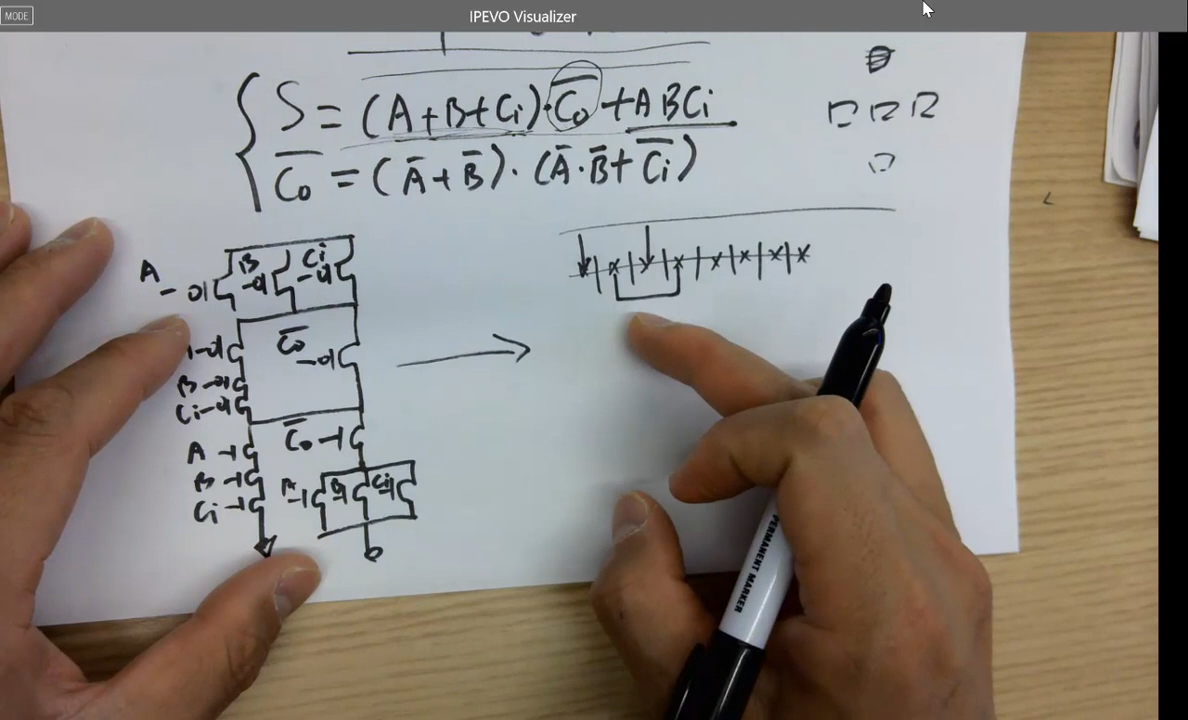 MODE
IPEVO Visualizer
S = (A+B+Ci)·C̅o̅ + ABCi
C̅o̅ = (A̅+B̅)·(A̅·B̅+C̅i̅)
A B Ci
C̅o̅
B
Ci
A C̅o̅
B A B Ci
Ci
PERMANENT MARKER